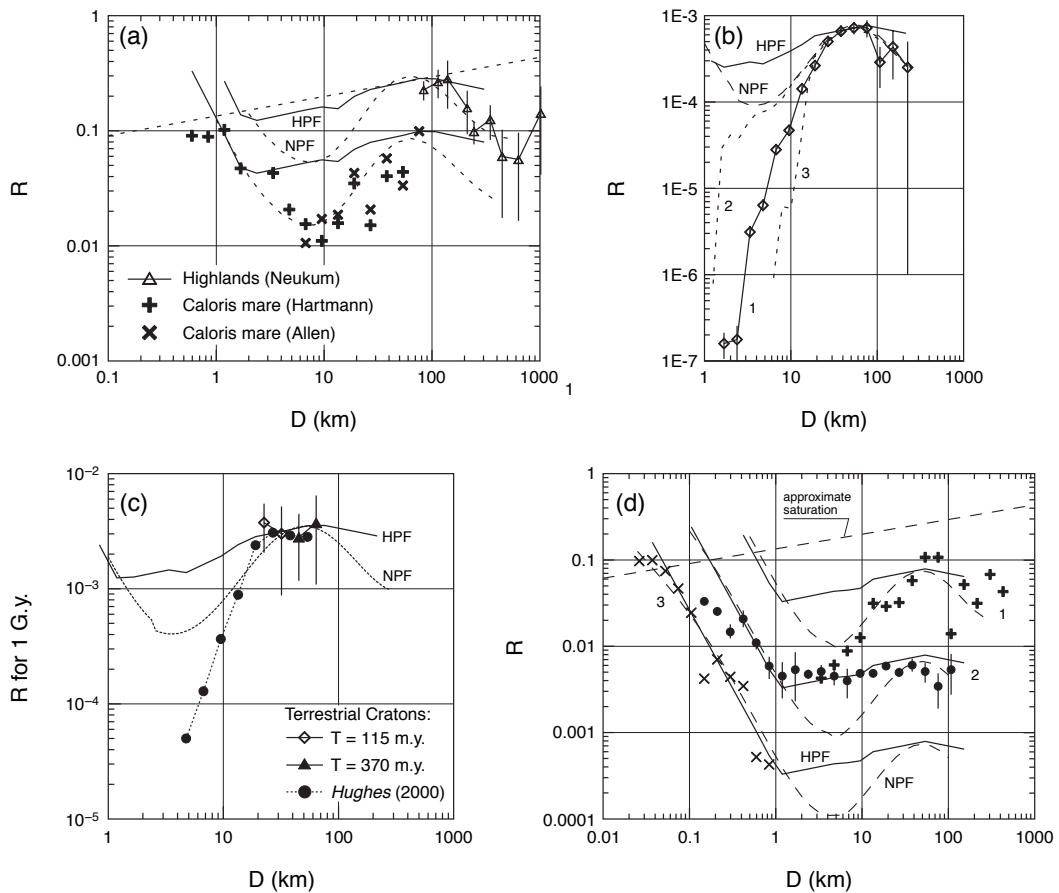 (a)
R
1
0.1
0.01
0.001
HPF
NPF
Highlands (Neukum)
Caloris mare (Hartmann)
Caloris mare (Allen)
0.1
1
10
100
1000
1
D (km)
(b)
R
1E-3
1E-4
1E-5
1E-6
1E-7
HPF
NPF
2
3
1
1
10
100
1000
D (km)
(c)
R for 1 G.y.
10−2
10−3
10−4
10−5
HPF
NPF
Terrestrial Cratons:
T = 115 m.y.
T = 370 m.y.
Hughes (2000)
1
10
100
1000
D (km)
(d)
R
1
0.1
0.01
0.001
0.0001
approximate
saturation
3
1
2
HPF
NPF
0.01
0.1
1
10
100
1000
D (km)